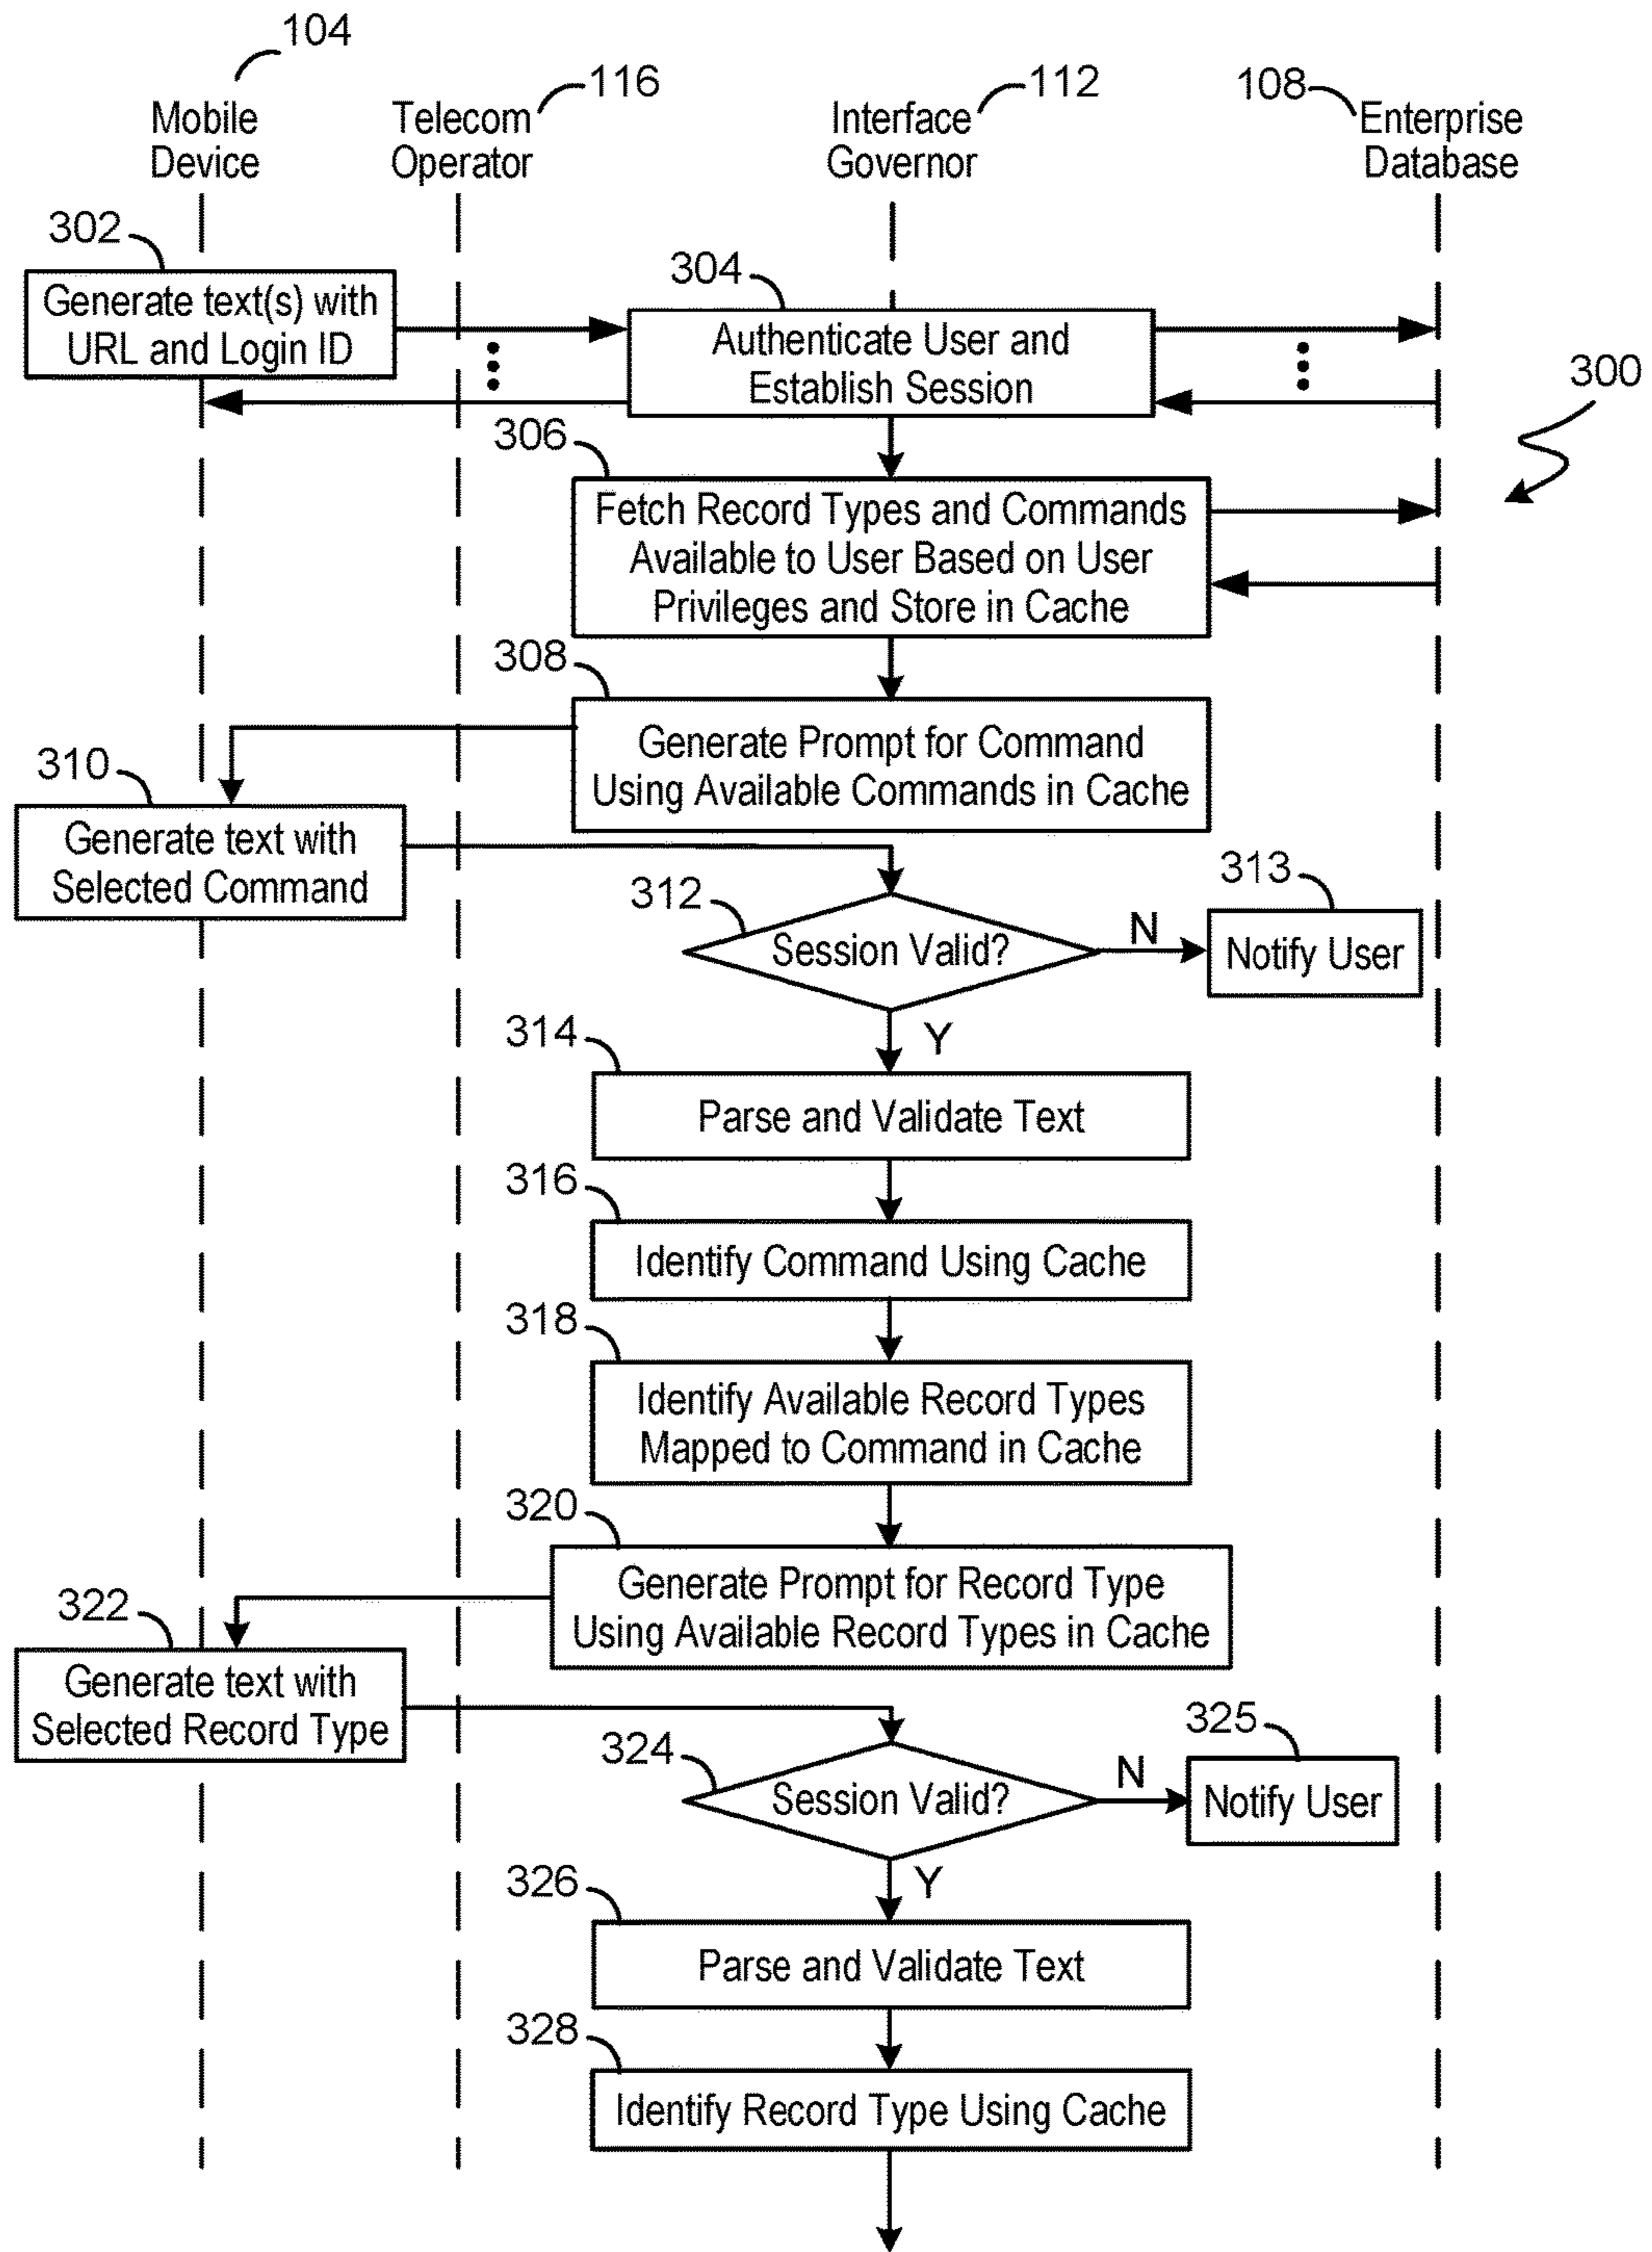 104
116
112
108
Mobile
Device
Telecom
Operator
Interface
Governor
Enterprise
Database
302
Generate text(s) with
URL and Login ID
304
Authenticate User and
Establish Session
300
306
Fetch Record Types and Commands
Available to User Based on User
Privileges and Store in Cache
308
Generate Prompt for Command
Using Available Commands in Cache
310
Generate text with
Selected Command
312
Session Valid?
N
313
Notify User
Y
314
Parse and Validate Text
316
Identify Command Using Cache
318
Identify Available Record Types
Mapped to Command in Cache
320
Generate Prompt for Record Type
Using Available Record Types in Cache
322
Generate text with
Selected Record Type
324
Session Valid?
N
325
Notify User
Y
326
Parse and Validate Text
328
Identify Record Type Using Cache